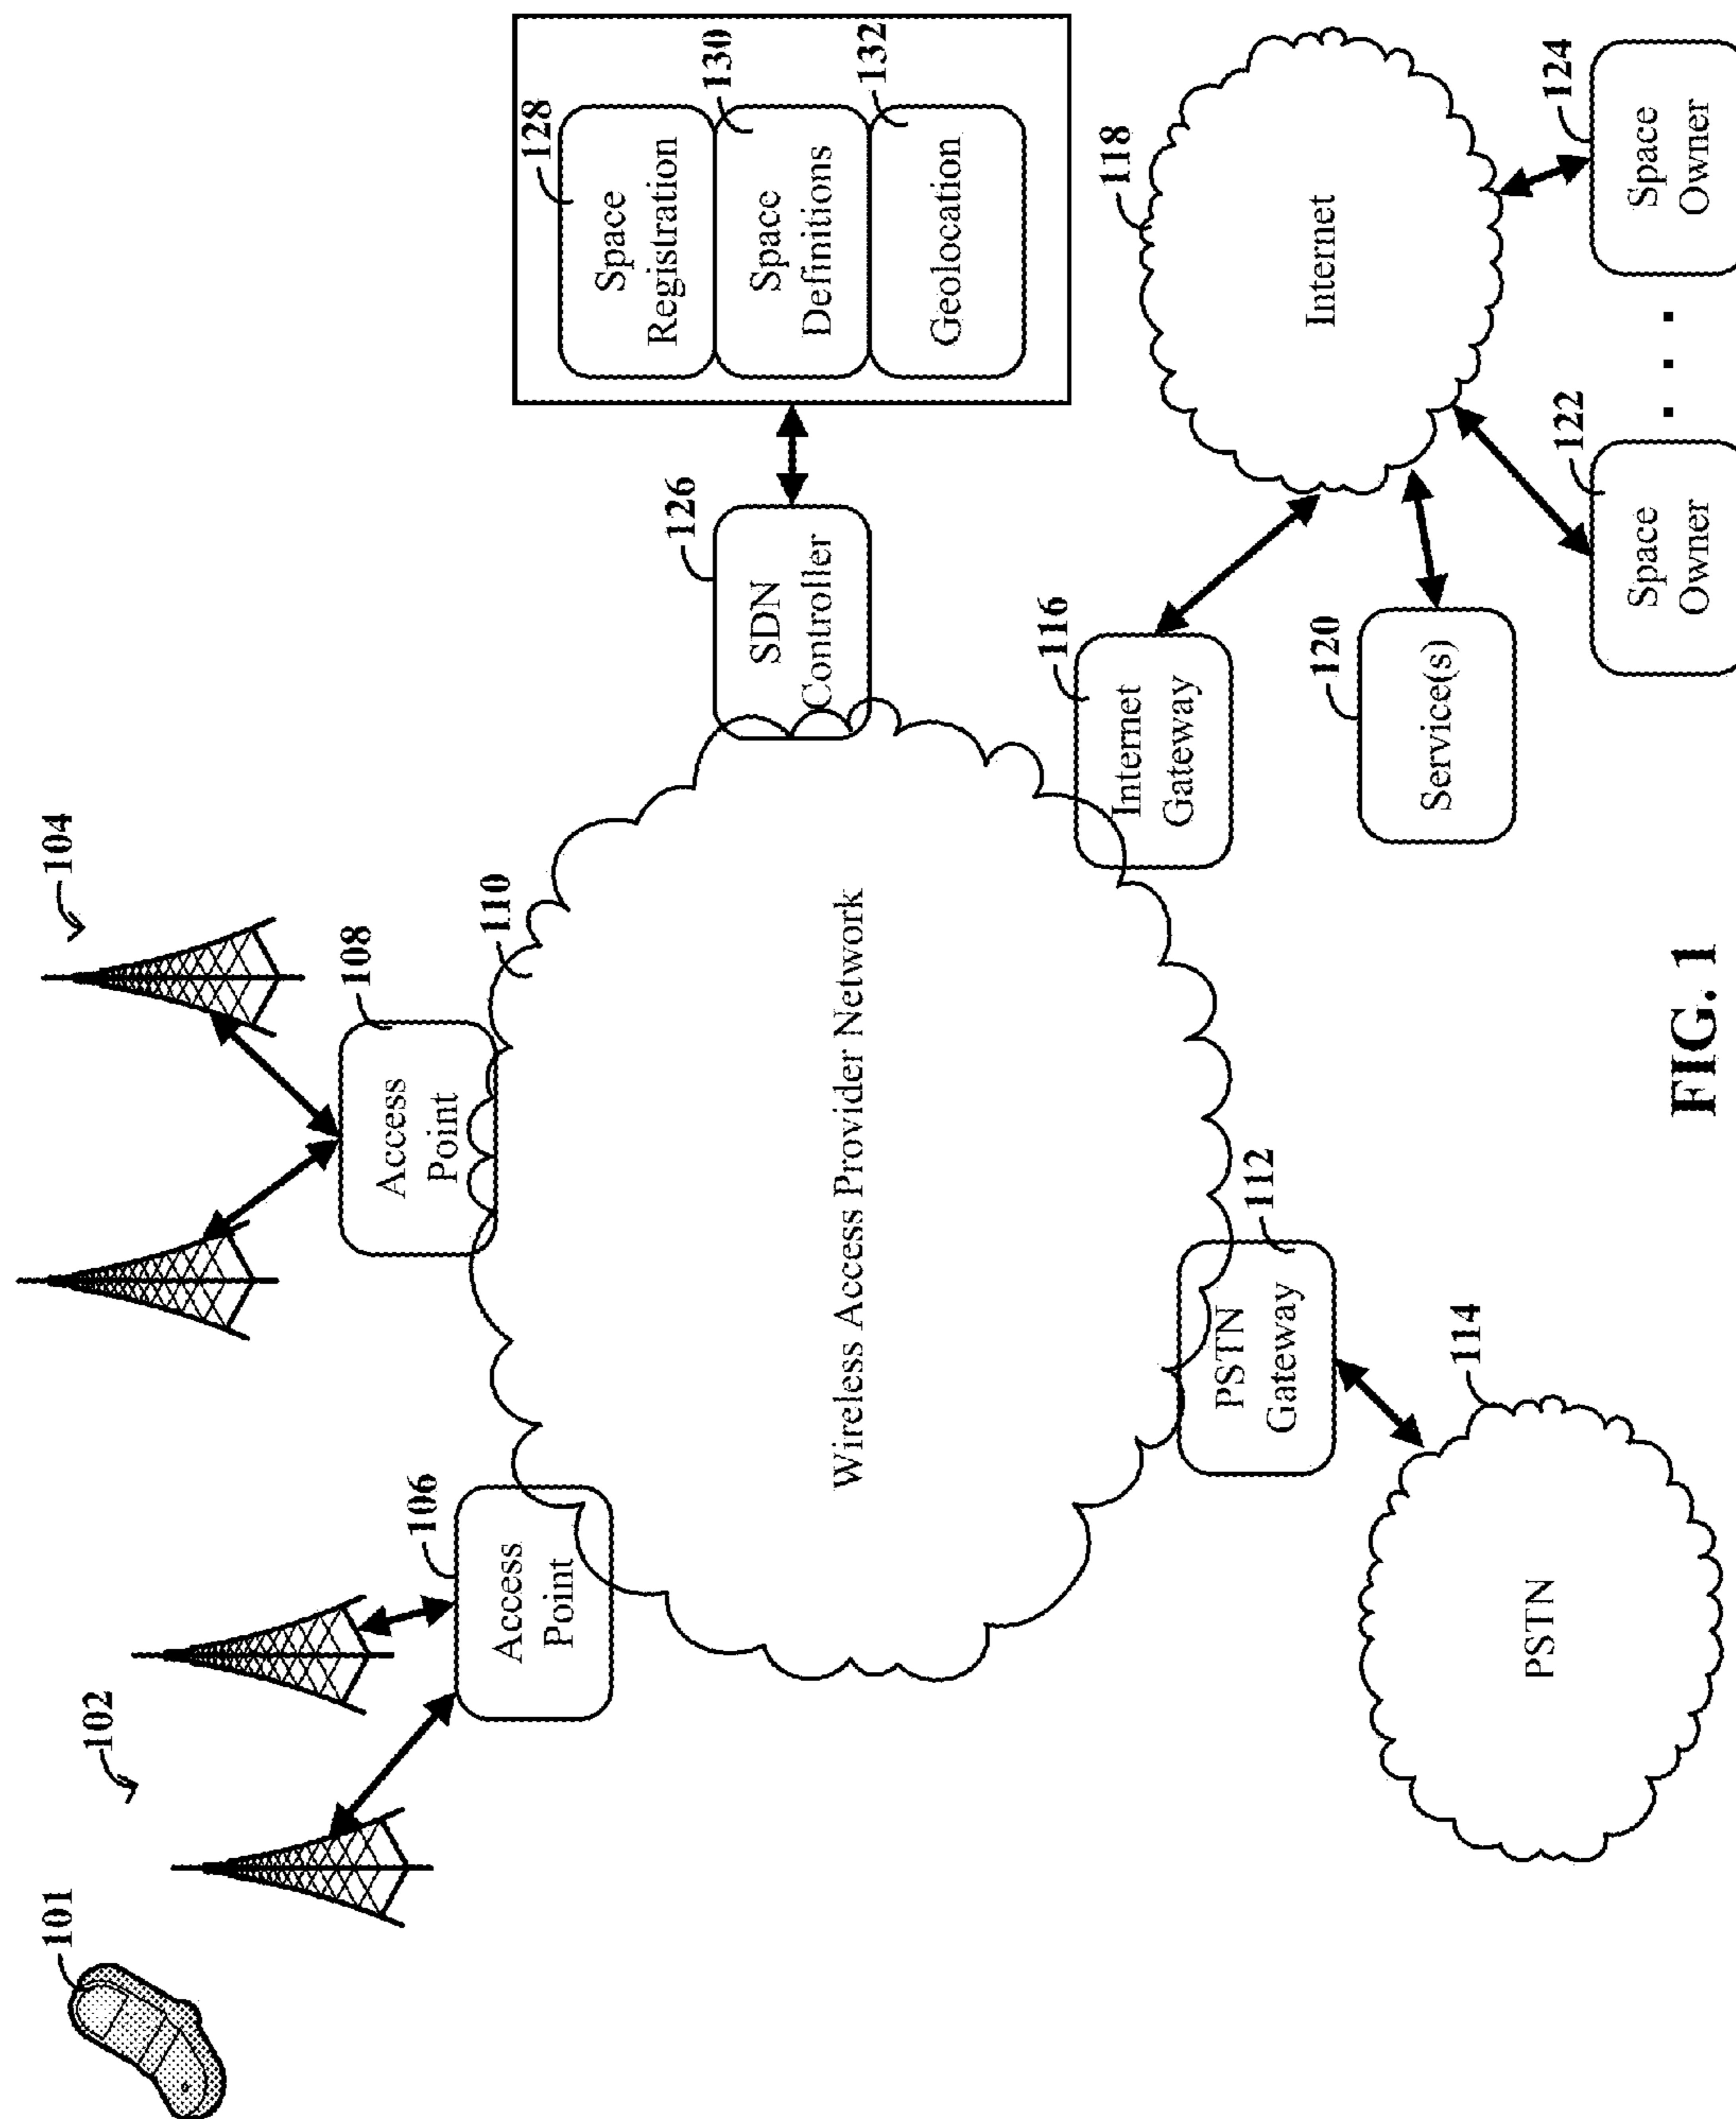 101
102
104
106
Access
Point
108
Access
Point
110
Wireless Access Provider Network
126
SDN
Controller
128
Space
Registration
130
Space
Definitions
132
Geolocation
112
PSTN
Gateway
114
PSTN
116
Internet
Gateway
118
Internet
120
Service(s)
122
Space
Owner
. . .
124
Space
Owner
FIG. 1